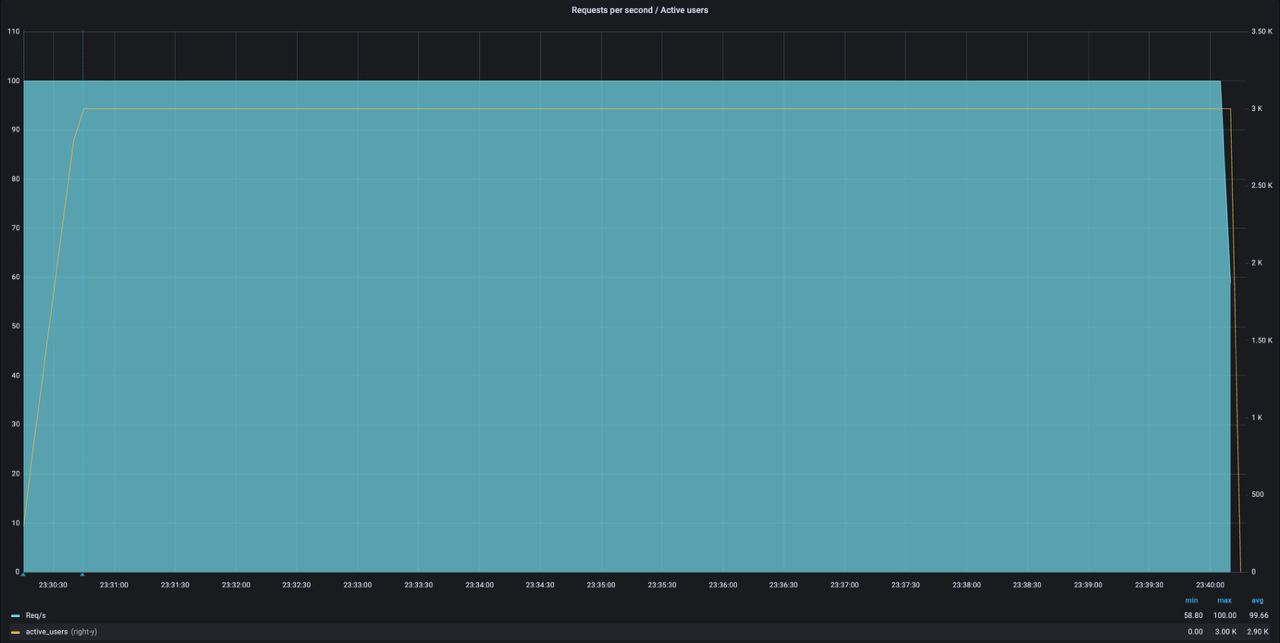 Requests per second / Active users
110 3.50 K
100
3 K
90
80 2.50 K
70
2 K
60
50 1.50 K
40
1 K
30
20 500
10
0 0
23:30:30 23:31:00 23:31:30 23:32:00 23:32:30 23:33:00 23:33:30 23:34:00 23:34:30 23:35:00 23:35:30 23:36:00 23:36:30 23:37:00 23:37:30 23:38:00 23:38:30 23:39:00 23:39:30 23:40:00
min max avg
Req/s 58.80 100.00 99.66
active_users (right-y) 0.00 3.00 K 2.90 K